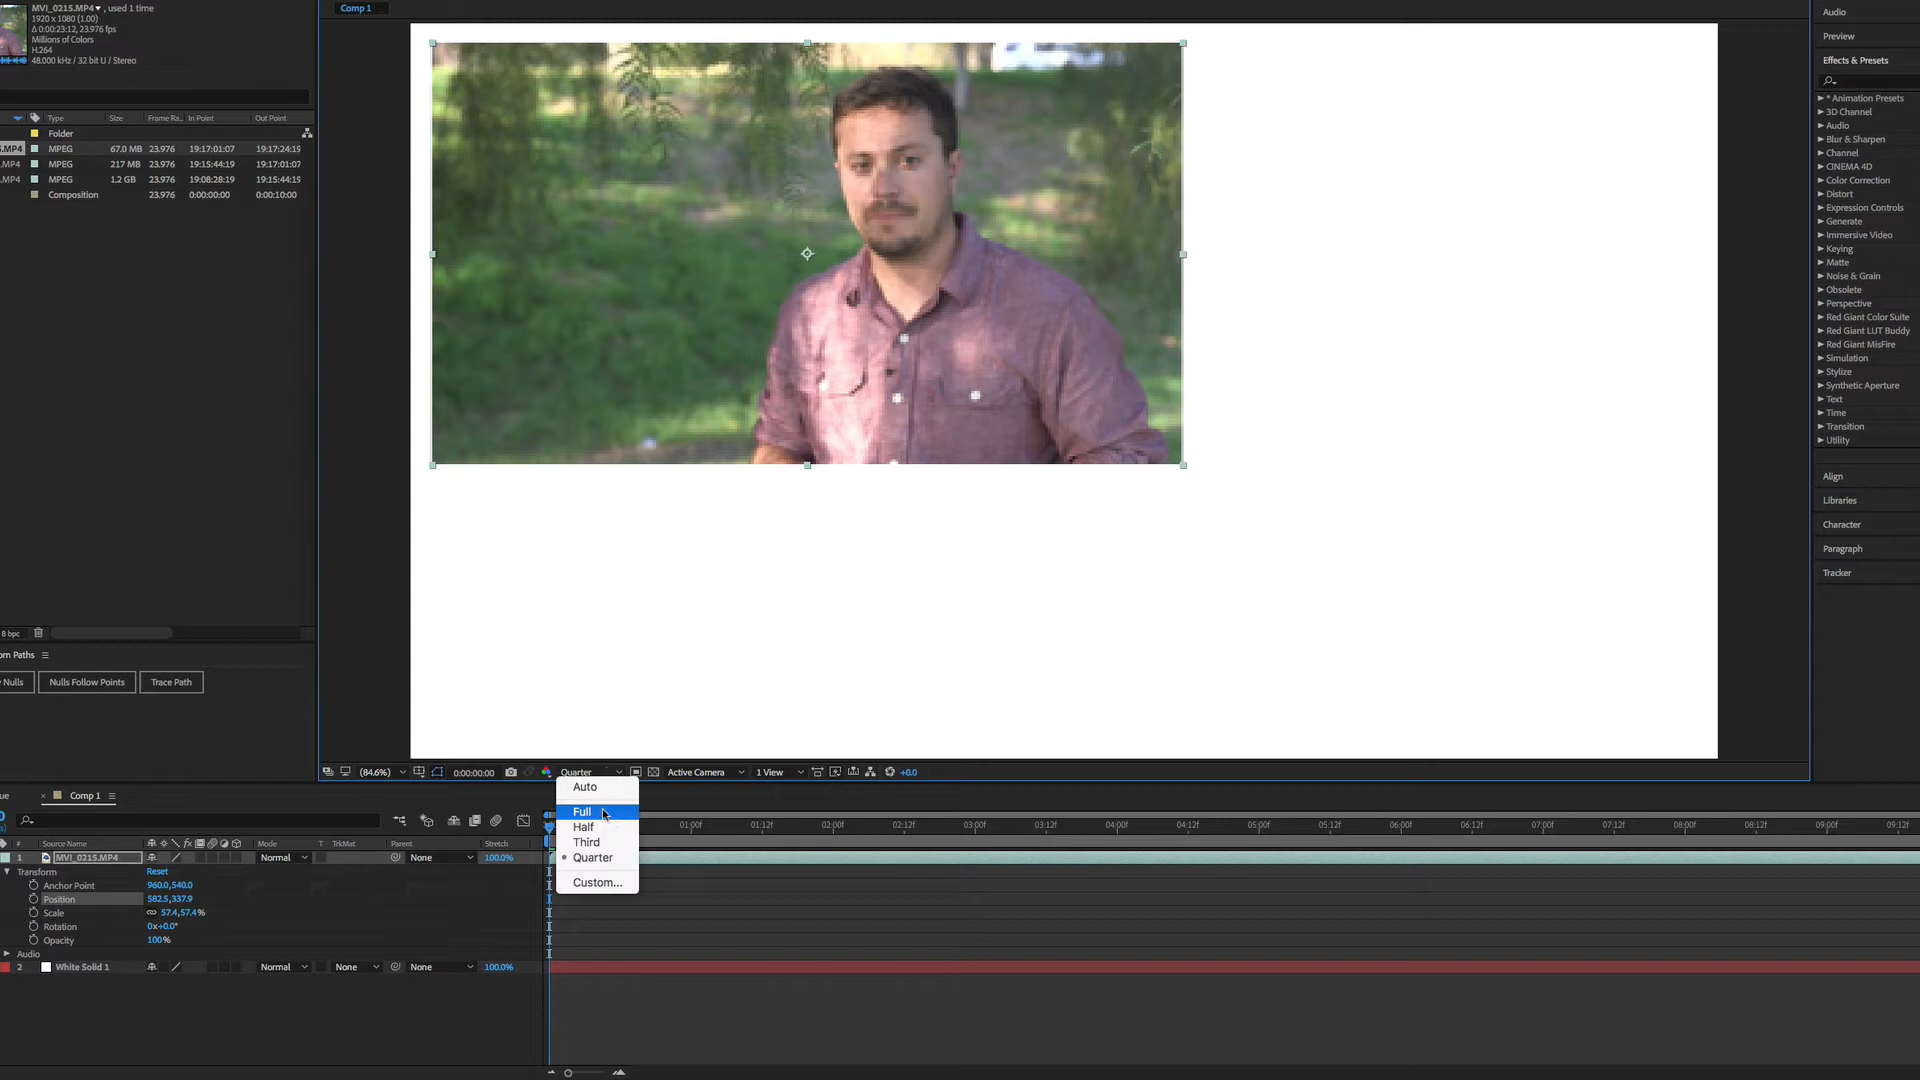 MVI_0215.MP4 , used 1 time
1920 x 1080 (1.00)
Δ 0:00:23:12, 23.976 fps
Millions of Colors
H.264
48.000 kHz / 32 bit U / Stereo
Type Size Frame Ra.. In Point Out Point
Folder
.MP4 MPEG 67.0 MB 23.976 19:17:01:07 19:17:24:19
.MP4 MPEG 217 MB 23.976 19:15:44:19 19:17:01:07
.MP4 MPEG 1.2 GB 23.976 19:08:28:19 19:15:44:19
Composition 23.976 0:00:00:00 0:00:10:00
8 bpc
om Paths
Nulls Nulls Follow Points Trace Path
Comp 1
(84.6%) 0:00:00:00 Quarter Active Camera 1 View +0.0
Auto
Full
Half
Third
Quarter
Custom...
Audio
Preview
Effects & Presets
* Animation Presets
3D Channel
Audio
Blur & Sharpen
Channel
CINEMA 4D
Color Correction
Distort
Expression Controls
Generate
Immersive Video
Keying
Matte
Noise & Grain
Obsolete
Perspective
Red Giant Color Suite
Red Giant LUT Buddy
Red Giant MisFire
Simulation
Stylize
Synthetic Aperture
Text
Time
Transition
Utility
Align
Libraries
Character
Paragraph
Tracker
ue Comp 1
01:00f 01:12f 02:00f 02:12f 03:00f 03:12f 04:00f 04:12f 05:00f 05:12f 06:00f 06:12f 07:00f 07:12f 08:00f 08:12f 09:00f 09:12f
# Source Name Mode T TrkMat Parent Stretch
1 MVI_0215.MP4 Normal None 100.0%
Transform Reset
Anchor Point 960.0,540.0
Position 582.5,337.9
Scale 57.4,57.4%
Rotation 0x+0.0°
Opacity 100%
Audio
2 White Solid 1 Normal None None 100.0%